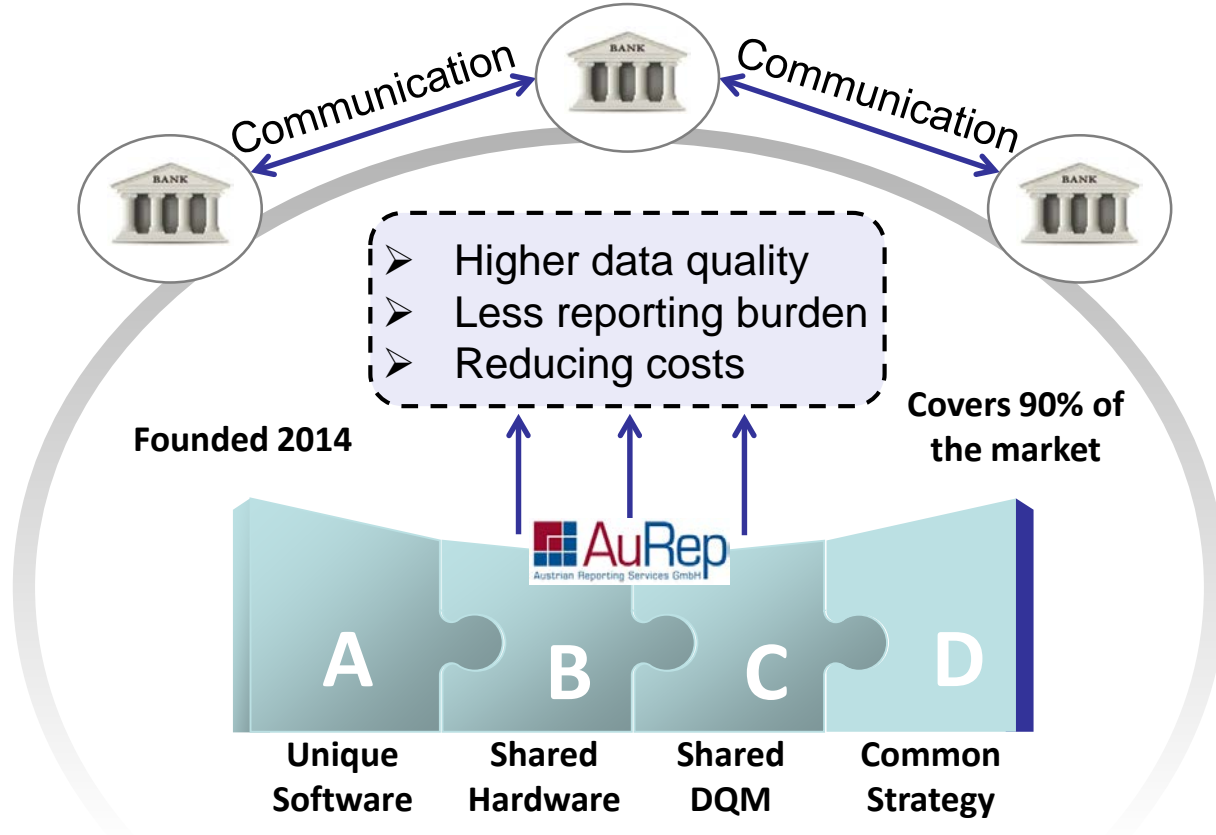 BANK
Communication
Communication
BANK
BANK
➢ Higher data quality
➢ Less reporting burden
➢ Reducing costs
Founded 2014
Covers 90% of
the market
AuRep
Austrian Reporting Services GmbH
A
B
C
D
Unique
Software
Shared
Hardware
Shared
DQM
Common
Strategy